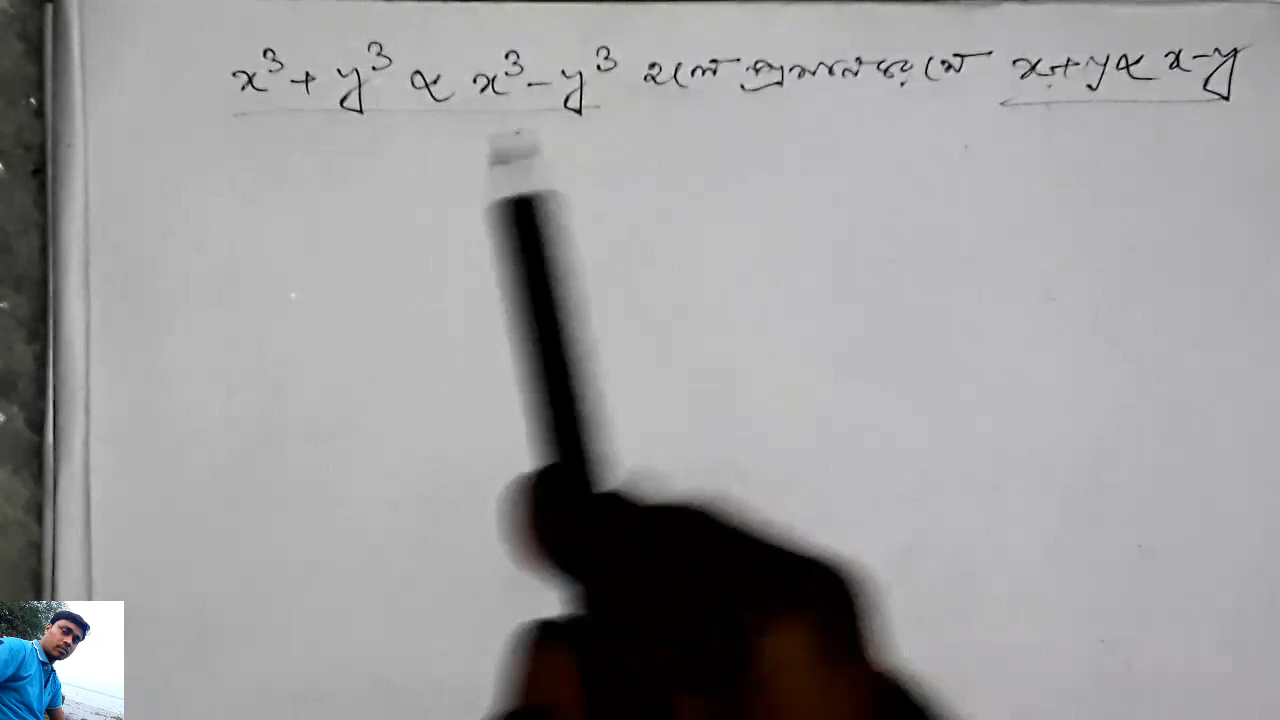 x³ + y³ ∝ x³ - y³ হলে প্রমাণ কর যে x + y ∝ x - y